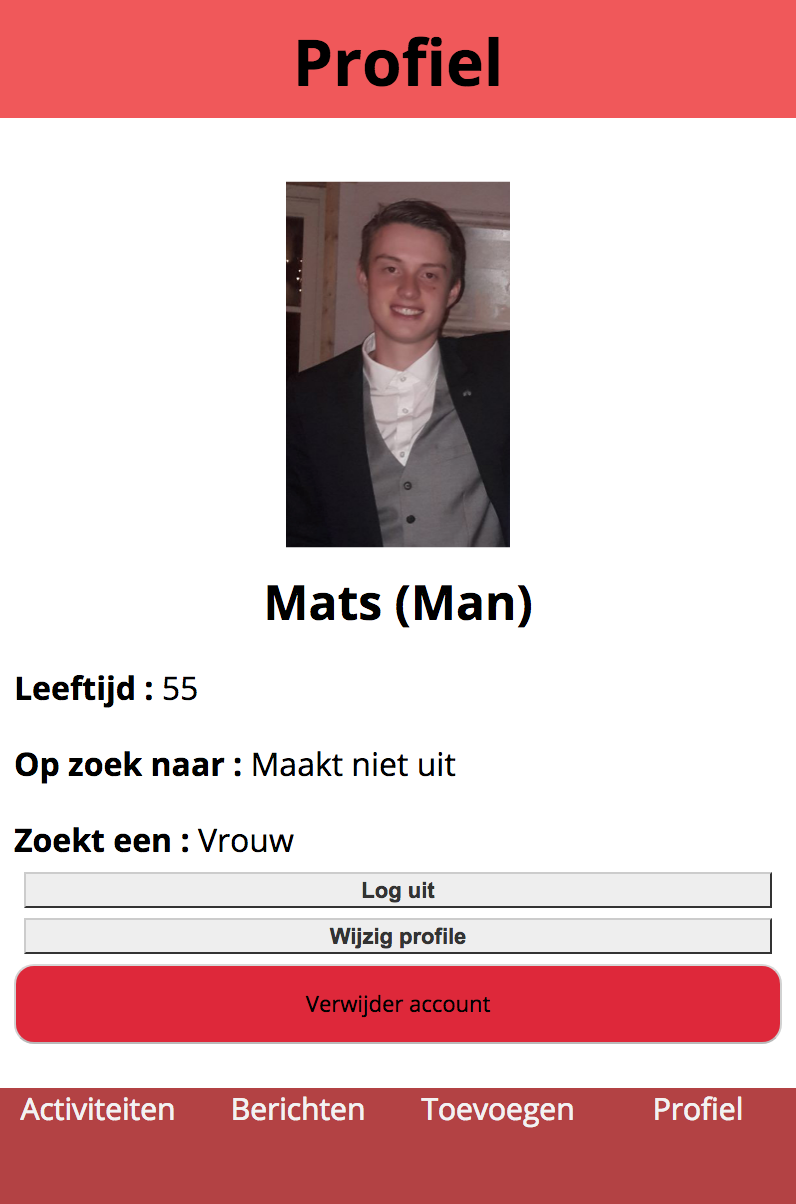 Profiel
Mats (Man)
Leeftijd : 55
Op zoek naar : Maakt niet uit
Zoekt een : Vrouw
Log uit
Wijzig profile
Verwijder account
Activiteiten Berichten Toevoegen Profiel